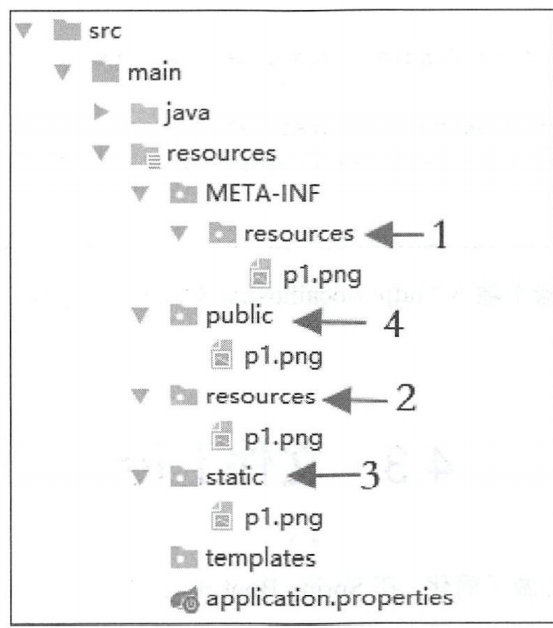 src
main
java
resources
META-INF
resources 1
p1.png
public 4
p1.png
resources 2
p1.png
static 3
p1.png
templates
application.properties